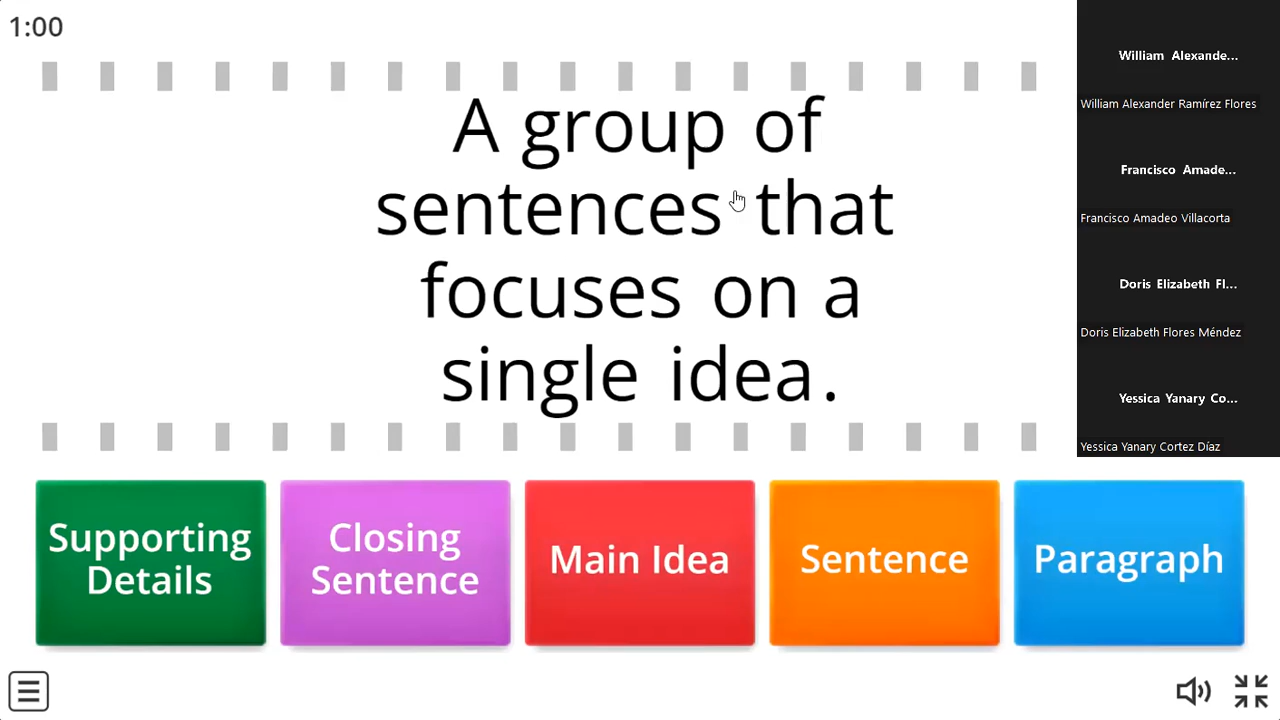 1:00
A group of
sentences that
focuses on a
single idea.
Supporting
Details
Closing
Sentence
Main Idea
Sentence
Paragraph
William Alexande...
William Alexander Ramírez Flores
Francisco Amade...
Francisco Amadeo Villacorta
Doris Elizabeth Fl...
Doris Elizabeth Flores Méndez
Yessica Yanary Co...
Yessica Yanary Cortez Díaz